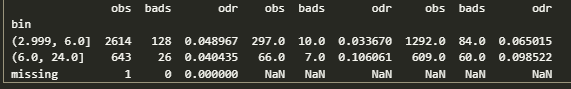 obs bads odr obs bads odr obs bads odr
bin
(2.999, 6.0] 2614 128 0.048967 297.0 10.0 0.033670 1292.0 84.0 0.065015
(6.0, 24.0] 643 26 0.040435 66.0 7.0 0.106061 609.0 60.0 0.098522
missing 1 0 0.000000 NaN NaN NaN NaN NaN NaN